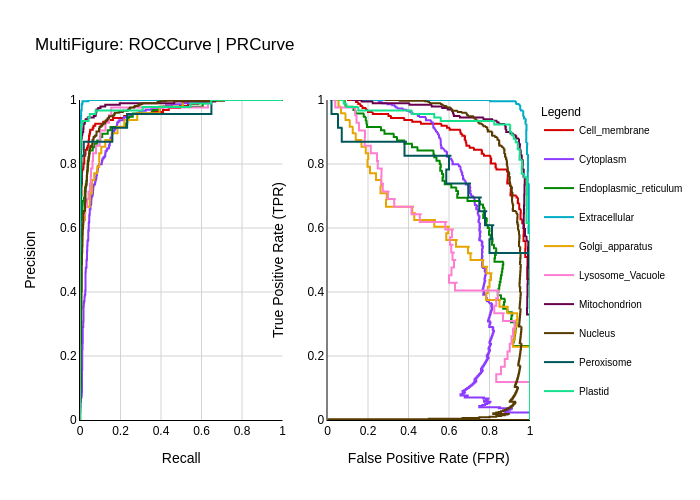 MultiFigure: ROCCurve | PRCurve
Precision
1
0.8
0.6
0.4
0.2
0
0
0.2
0.4
0.6
0.8
1
Recall
True Positive Rate (TPR)
1
0.8
0.6
0.4
0.2
0
0
0.2
0.4
0.6
0.8
1
False Positive Rate (FPR)
Legend
Cell_membrane
Cytoplasm
Endoplasmic_reticulum
Extracellular
Golgi_apparatus
Lysosome_Vacuole
Mitochondrion
Nucleus
Peroxisome
Plastid